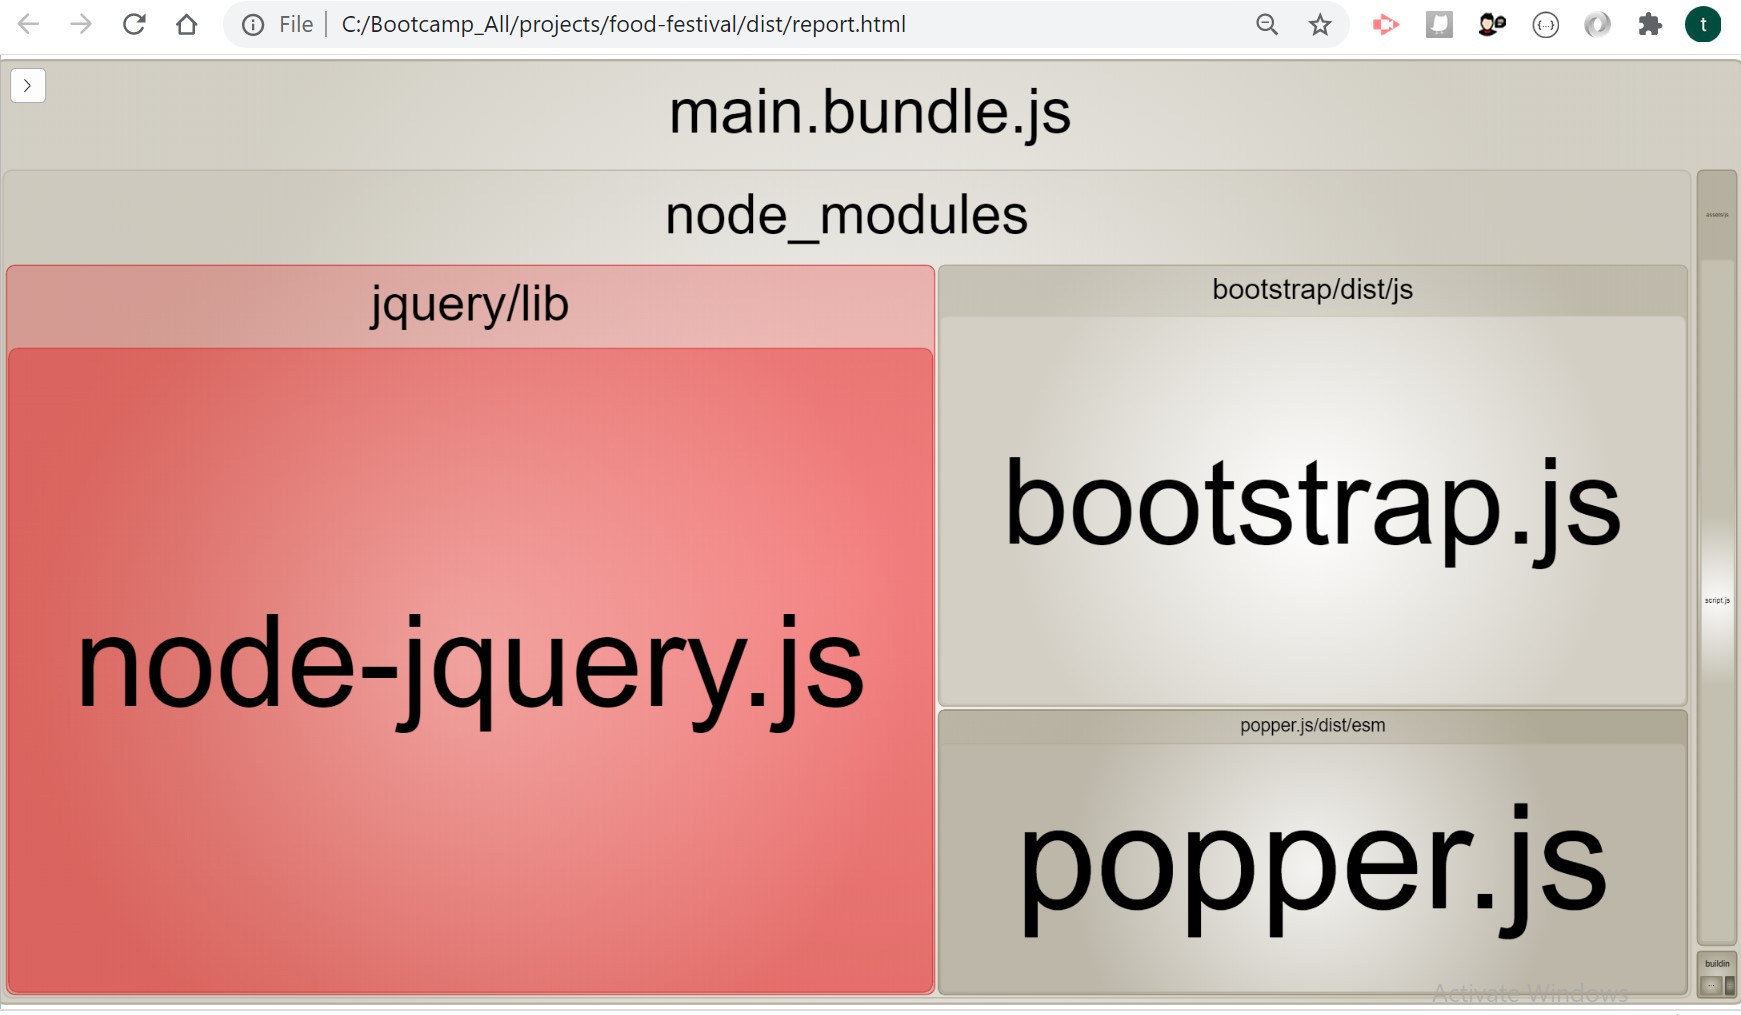 File
C:/Bootcamp_All/projects/food-festival/dist/report.html
t
main.bundle.js
node_modules
jquery/lib
node-jquery.js
bootstrap/dist/js
bootstrap.js
popper.js/dist/esm
popper.js
script.js
buildin
Activate Windows